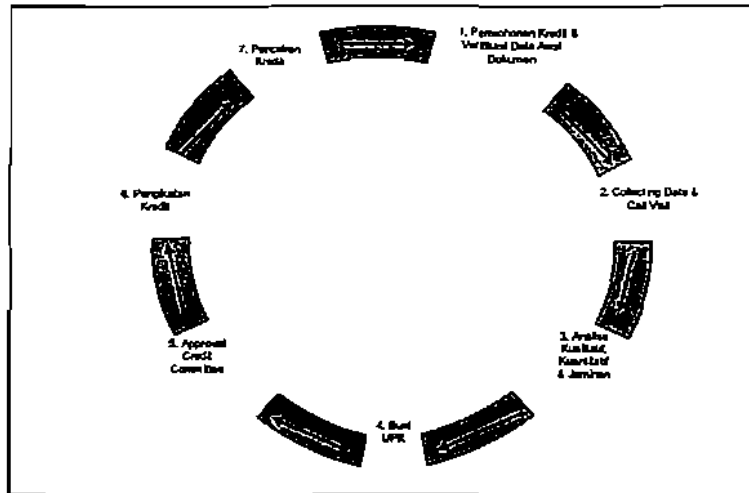 1. Permohonan Kredit &
Verifikasi Data Awal
Dokumen
2. Collecting Data &
Call Visit
3. Analisa
Kualitatif,
Kuantitatif
& Jaminan
4. Buat
UPK
5. Approval
Credit
Committee
6. Pengikatan
Kredit
7. Pencairan
Kredit